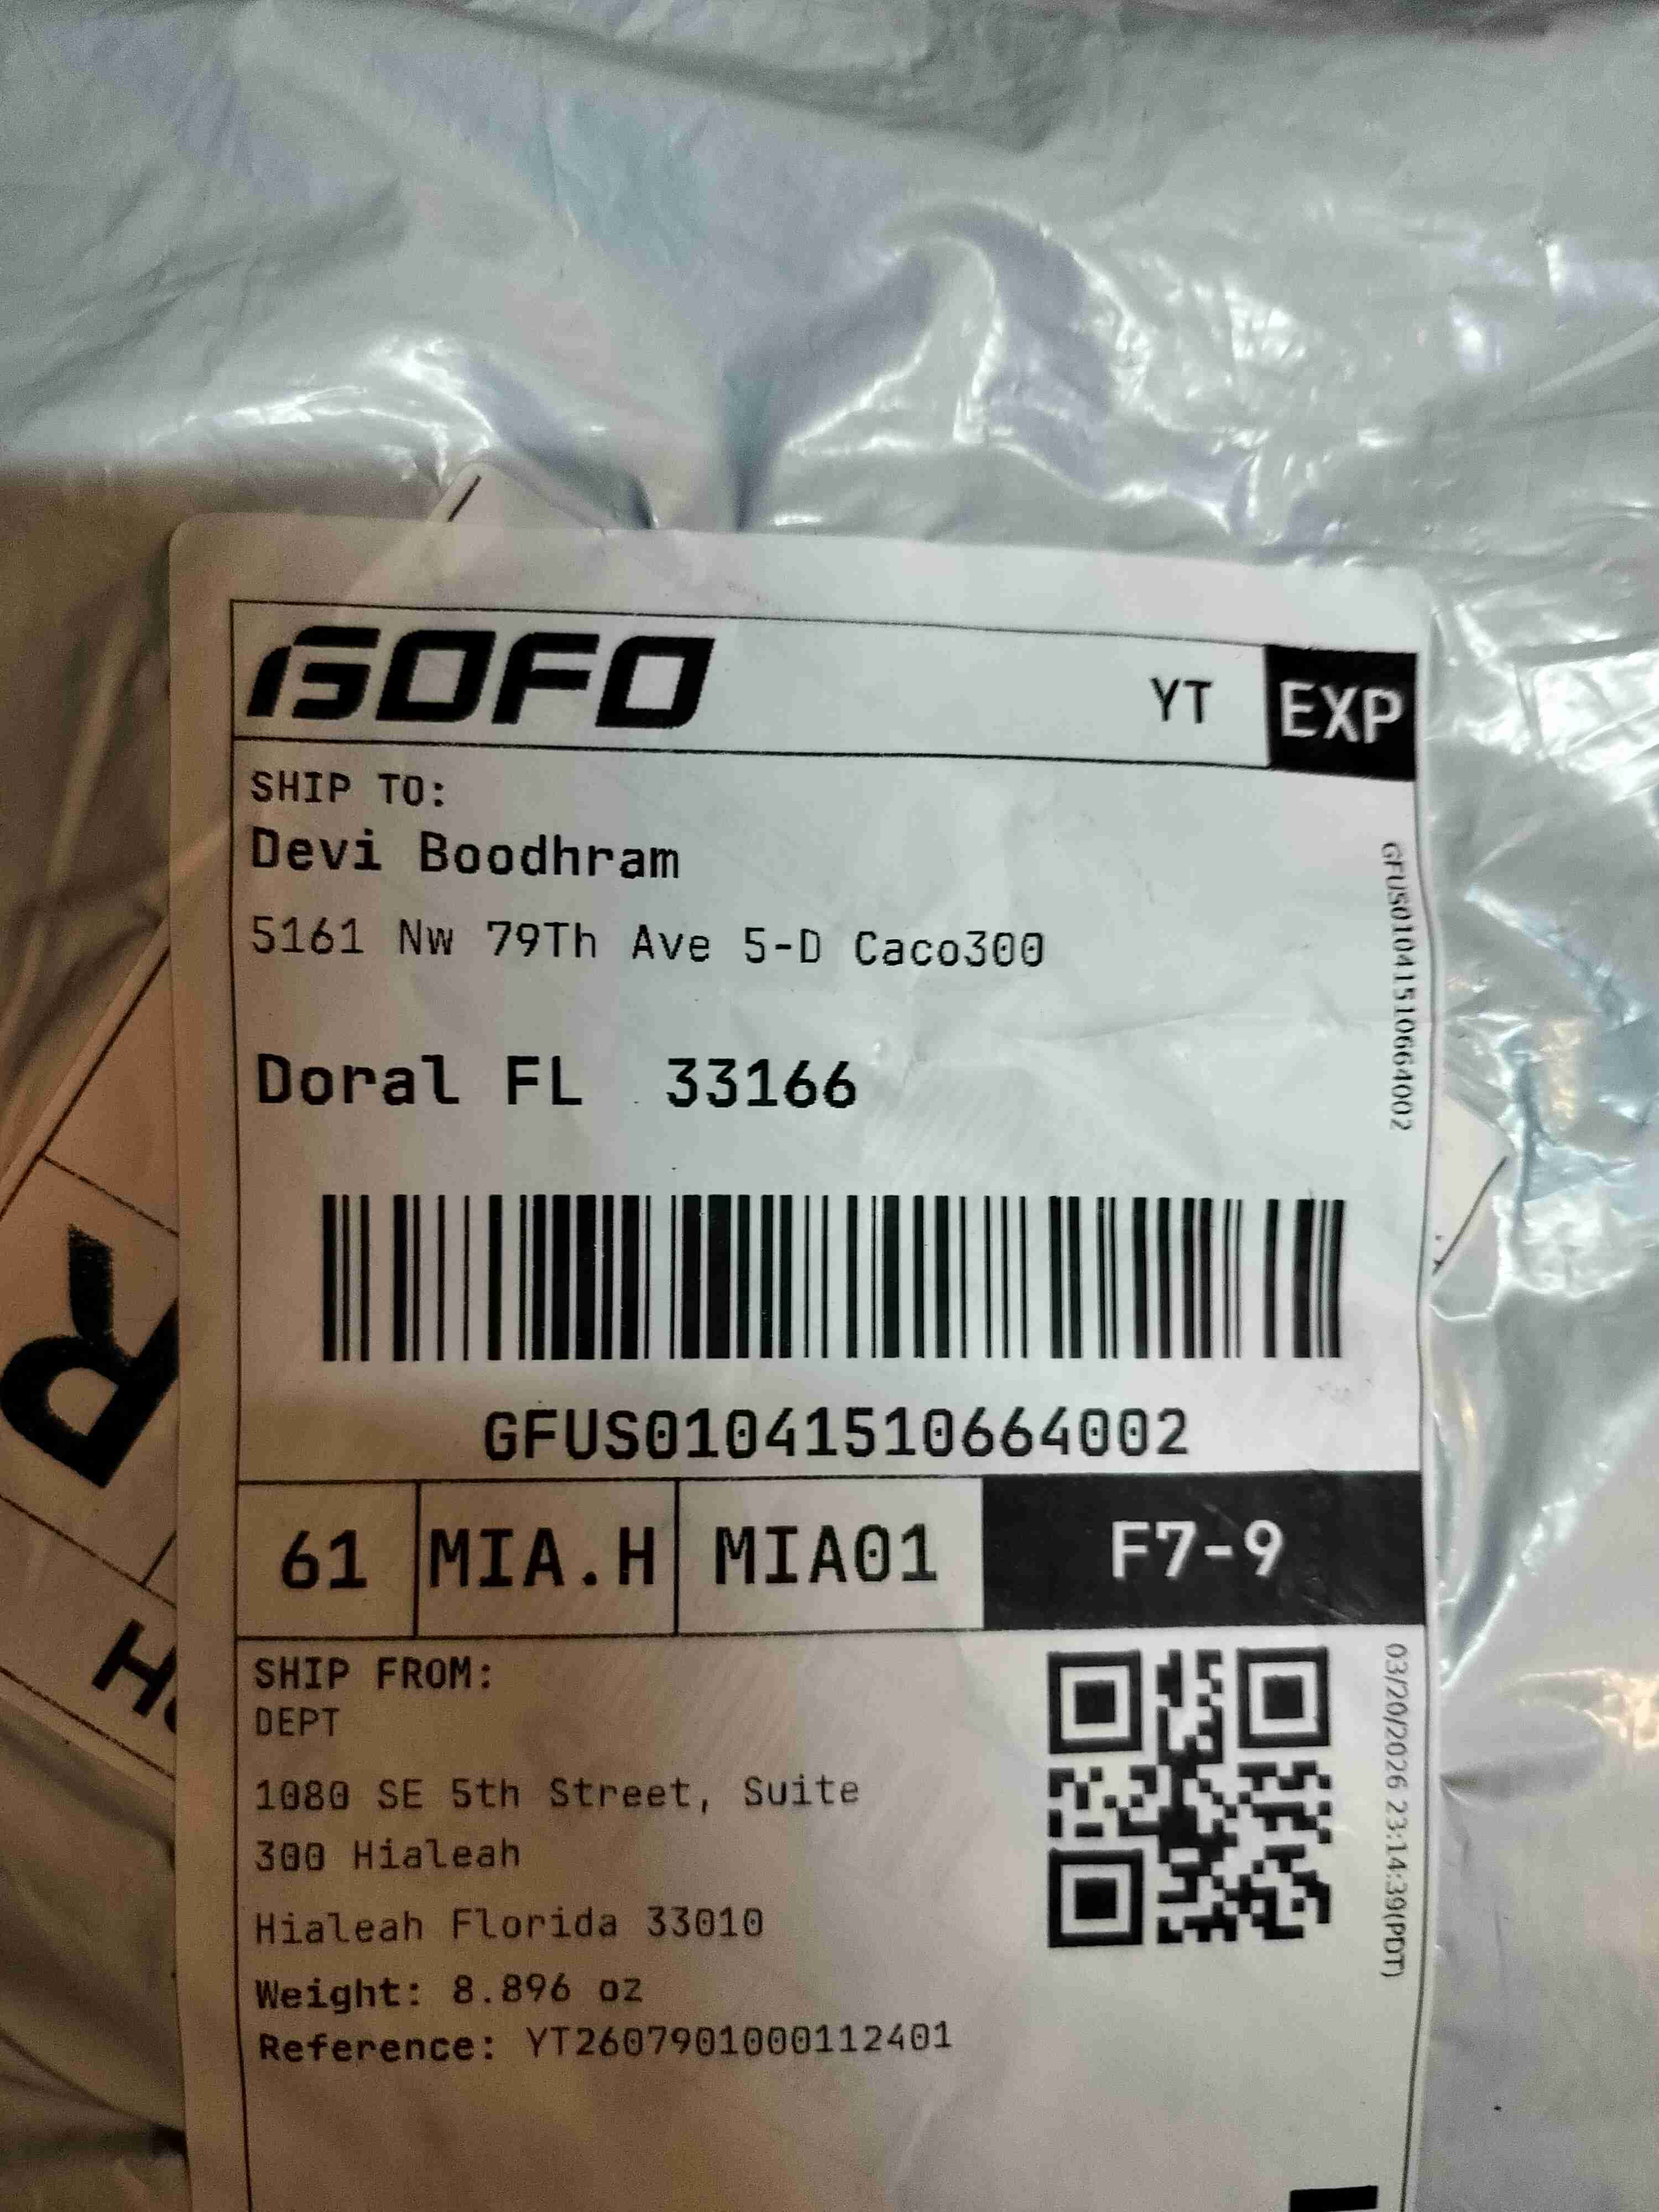 GOFO
YT
EXP
SHIP TO:
Devi Boodhram
5161 Nw 79Th Ave 5-D Caco300
Doral FL 33166
GFUS01041510664002
GFUS01041510664002
61
MIA.H
MIA01
F7-9
SHIP FROM:
DEPT
1080 SE 5th Street, Suite
300 Hialeah
Hialeah Florida 33010
Weight: 8.896 oz
Reference: YT2607901000112401
03/20/2026 23:14:39(PDT)
R